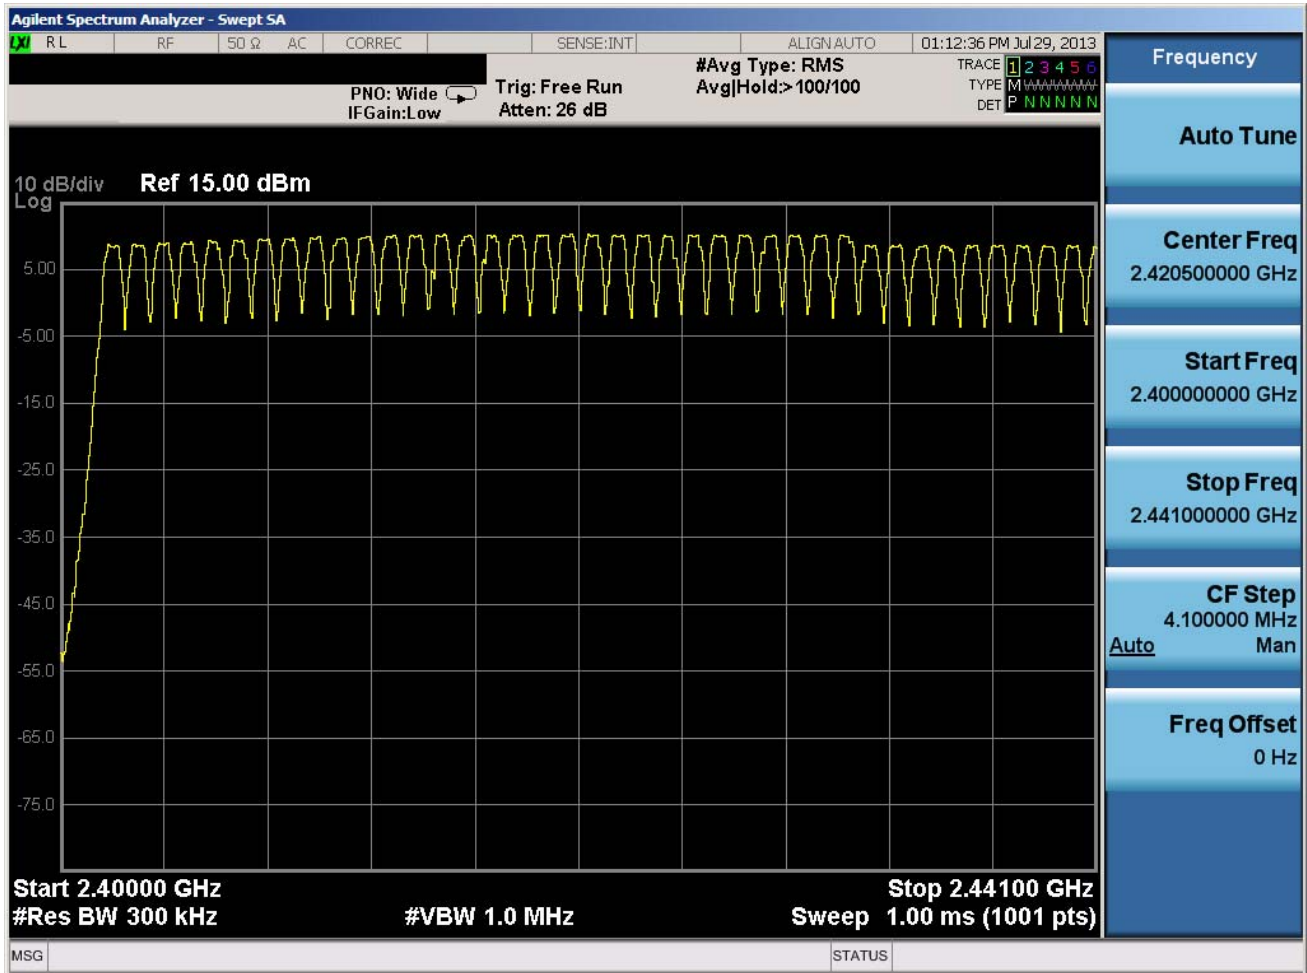 Agilent Spectrum Analyzer - Swept SA
LXI RL RF 50 Ω AC CORREC SENSE:INT ALIGN AUTO 01:12:36 PM Jul 29, 2013
PNO: Wide
IFGain:Low
Trig: Free Run
Atten: 26 dB
#Avg Type: RMS
Avg|Hold:>100/100
TRACE 1 2 3 4 5 6
TYPE M W W W W W
DET P N N N N N
10 dB/div Ref 15.00 dBm
Log
5.00
-5.00
-15.0
-25.0
-35.0
-45.0
-55.0
-65.0
-75.0
Start 2.40000 GHz Stop 2.44100 GHz
#Res BW 300 kHz #VBW 1.0 MHz Sweep 1.00 ms (1001 pts)
MSG STATUS
Frequency
Auto Tune
Center Freq
2.420500000 GHz
Start Freq
2.400000000 GHz
Stop Freq
2.441000000 GHz
CF Step
4.100000 MHz
Auto Man
Freq Offset
0 Hz